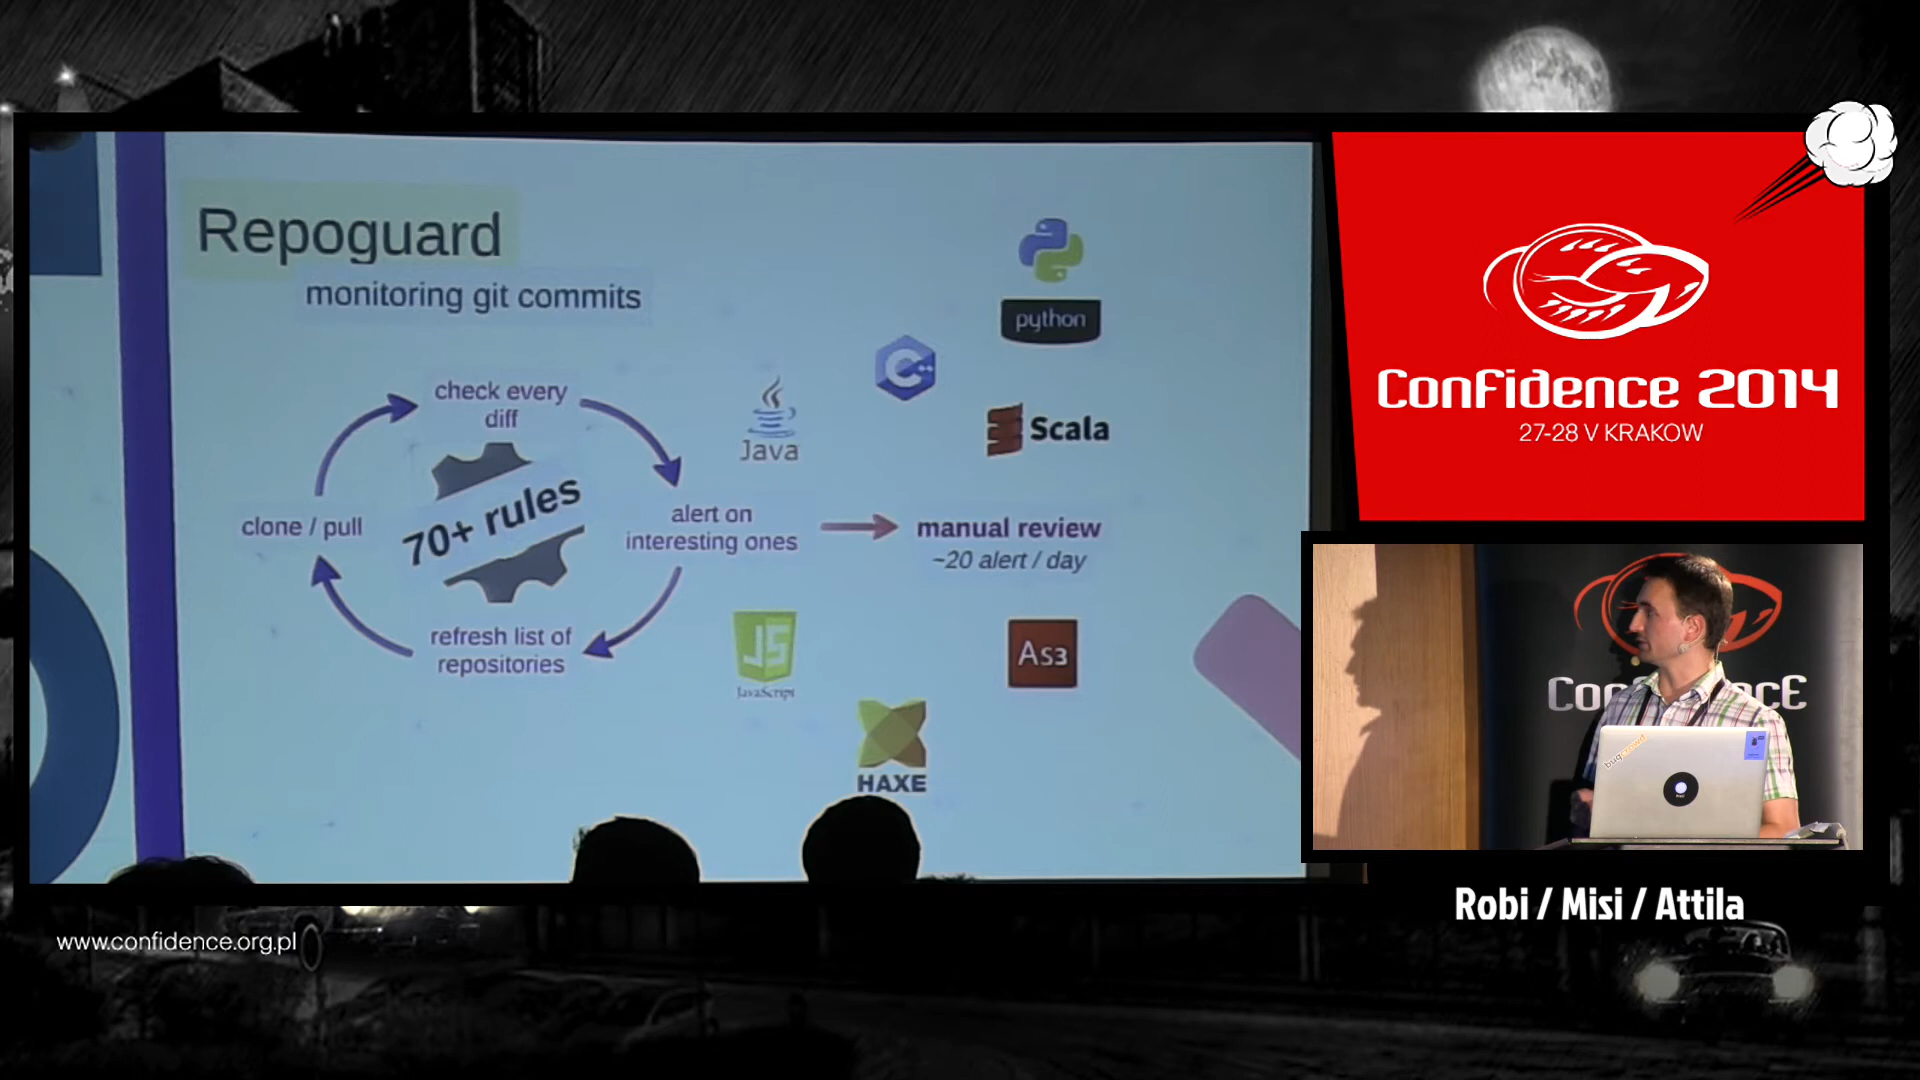 Repoguard
monitoring git commits
check every
diff
70+ rules
clone / pull
alert on
interesting ones
refresh list of
repositories
manual review
~20 alert / day
python
C++
Java
Scala
JS
JavaScript
As3
HAXE
Confidence 2014
27-28 V KRAKOW
bugcrowd
Robi / Misi / Attila
www.confidence.org.pl